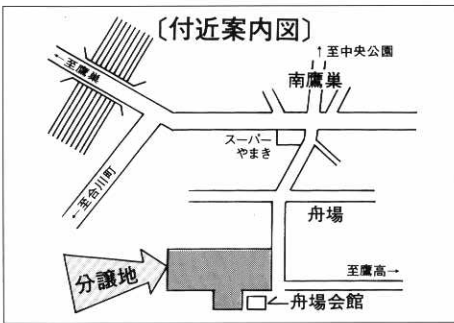 〔付近案内図〕
↑至中央公園
←至鷹巣
南鷹巣
スーパー
やまき
←至合川町
舟場
分譲地
至鷹高→
舟場会館